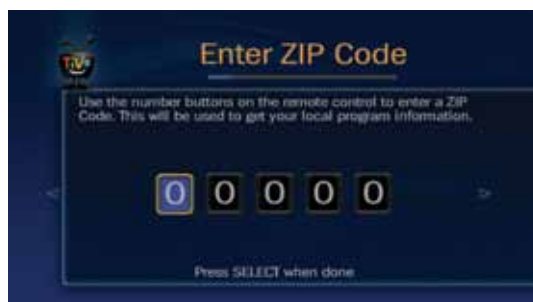 TiVo
Enter ZIP Code
Use the number buttons on the remote control to enter a ZIP
Code. This will be used to get your local program information.
0 0 0 0 0
Press SELECT when done